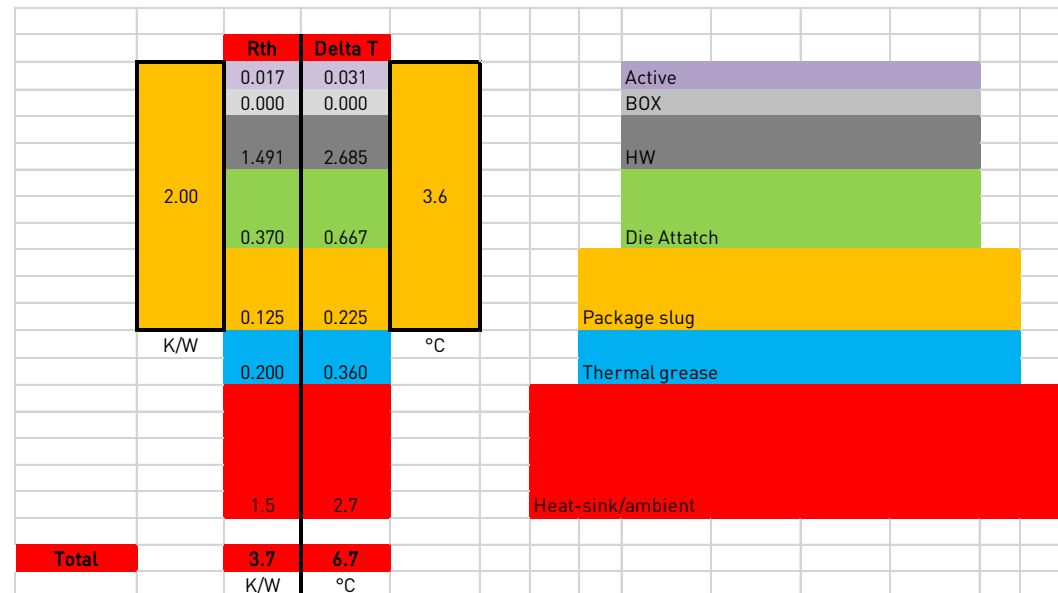 Rth Delta T
0.017 0.031 Active
0.000 0.000 BOX
1.491 2.685 HW
2.00 3.6
0.370 0.667 Die Attatch
0.125 0.225 Package slug
K/W °C
0.200 0.360 Thermal grease
1.5 2.7 Heat-sink/ambient
Total 3.7 6.7
K/W °C